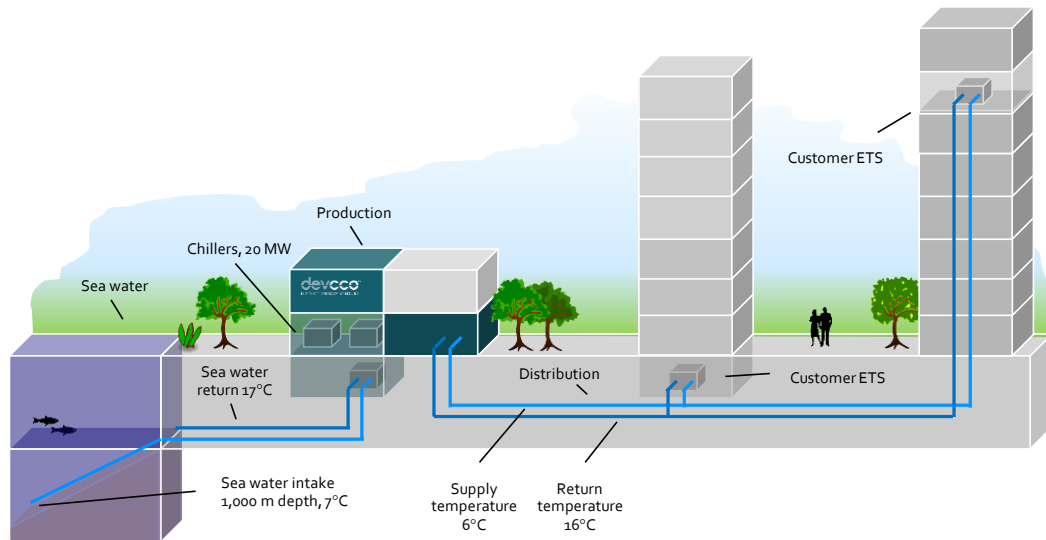 Customer ETS
Production
Chillers, 20 MW
Sea water
devcco
Sea water
return 17°C
Distribution
Customer ETS
Sea water intake
1,000 m depth, 7°C
Supply
temperature
6°C
Return
temperature
16°C